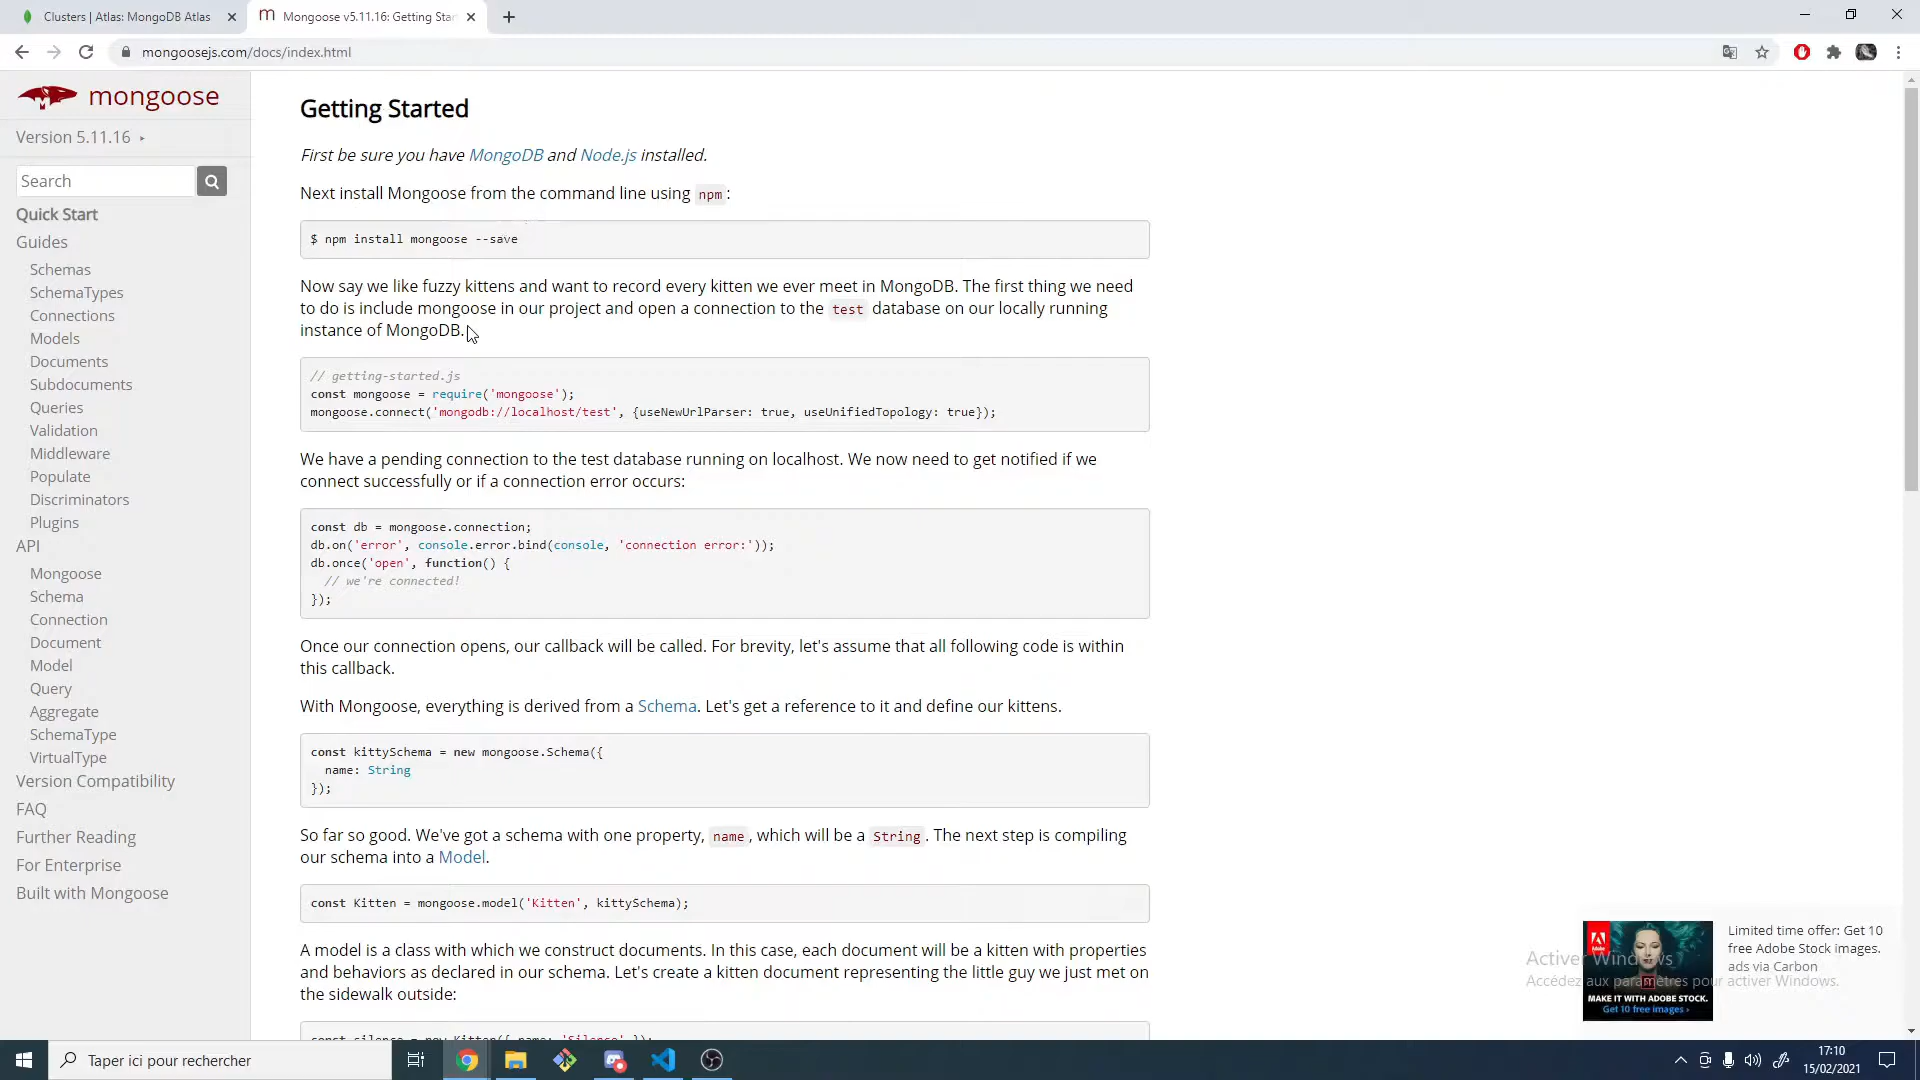 Clusters | Atlas: MongoDB Atlas
Mongoose v5.11.16: Getting Star
mongoosejs.com/docs/index.html
mongoose
Version 5.11.16
Search
Quick Start
Guides
Schemas
SchemaTypes
Connections
Models
Documents
Subdocuments
Queries
Validation
Middleware
Populate
Discriminators
Plugins
API
Mongoose
Schema
Connection
Document
Model
Query
Aggregate
SchemaType
VirtualType
Version Compatibility
FAQ
Further Reading
For Enterprise
Built with Mongoose
Getting Started
First be sure you have MongoDB and Node.js installed.
Next install Mongoose from the command line using npm:
$ npm install mongoose --save
Now say we like fuzzy kittens and want to record every kitten we ever meet in MongoDB. The first thing we need
to do is include mongoose in our project and open a connection to the test database on our locally running
instance of MongoDB.
// getting-started.js
const mongoose = require('mongoose');
mongoose.connect('mongodb://localhost/test', {useNewUrlParser: true, useUnifiedTopology: true});
We have a pending connection to the test database running on localhost. We now need to get notified if we
connect successfully or if a connection error occurs:
const db = mongoose.connection;
db.on('error', console.error.bind(console, 'connection error:'));
db.once('open', function() {
// we're connected!
});
Once our connection opens, our callback will be called. For brevity, let's assume that all following code is within
this callback.
With Mongoose, everything is derived from a Schema. Let's get a reference to it and define our kittens.
const kittySchema = new mongoose.Schema({
name: String
});
So far so good. We've got a schema with one property, name, which will be a String. The next step is compiling
our schema into a Model.
const Kitten = mongoose.model('Kitten', kittySchema);
A model is a class with which we construct documents. In this case, each document will be a kitten with properties
and behaviors as declared in our schema. Let's create a kitten document representing the little guy we just met on
the sidewalk outside:
const silence = new Kitten({ name: 'Silence' });
MAKE IT WITH ADOBE STOCK.
Get 10 free images ›
Limited time offer: Get 10
free Adobe Stock images.
ads via Carbon
Activer Windows
Accédez aux paramètres pour activer Windows.
Taper ici pour rechercher
17:10
15/02/2021